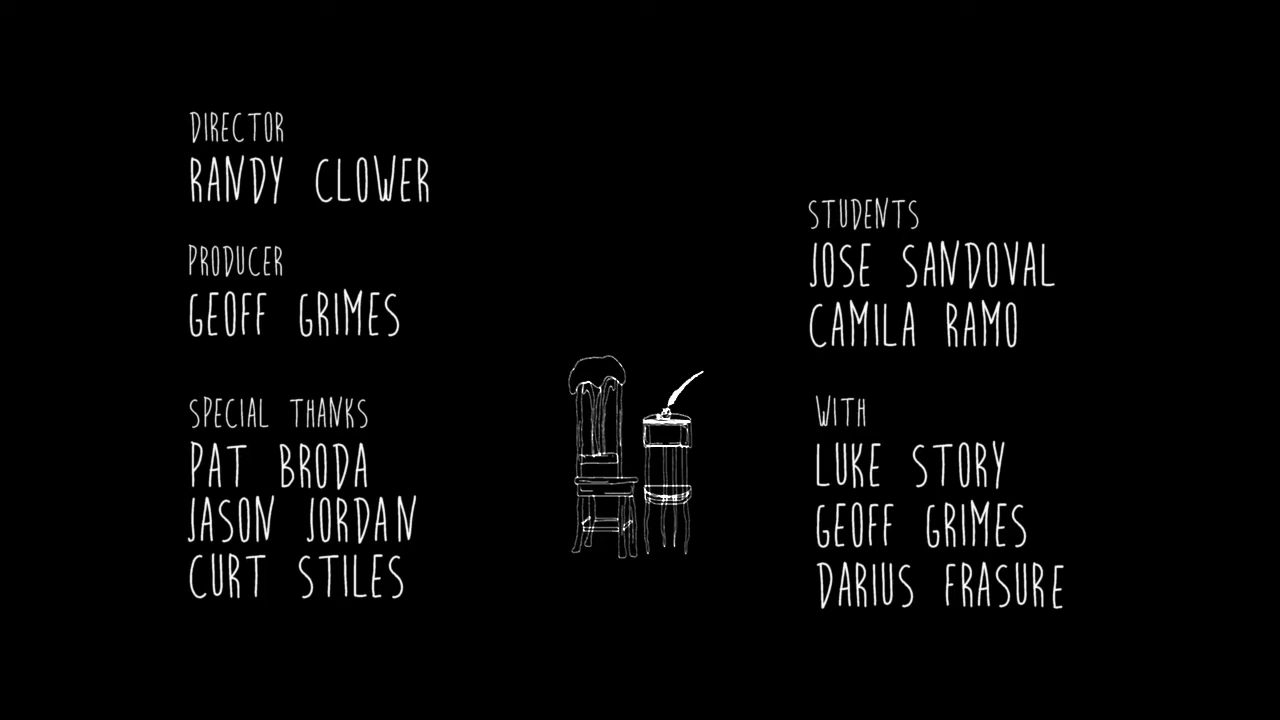 DIRECTOR
RANDY CLOWER
PRODUCER
GEOFF GRIMES
SPECIAL THANKS
PAT BRODA
JASON JORDAN
CURT STILES
STUDENTS
JOSE SANDOVAL
CAMILA RAMO
WITH
LUKE STORY
GEOFF GRIMES
DARIUS FRASURE